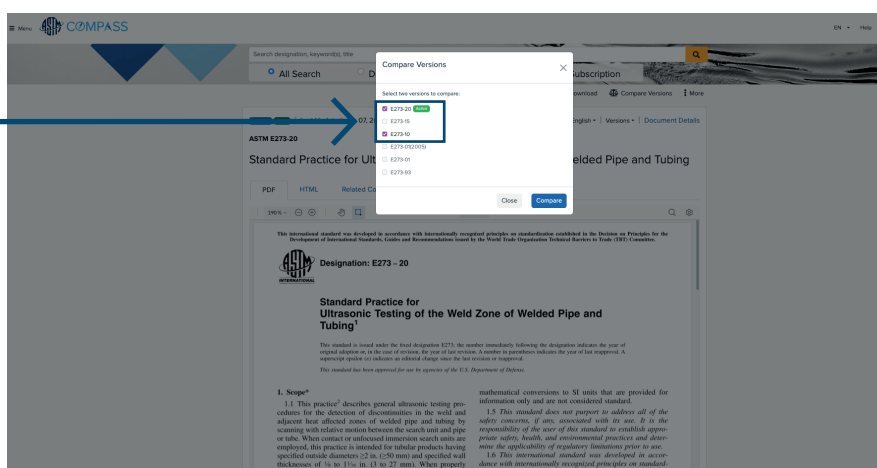 ≡ Menu ASTM COMPASS
EN Help
Search designation, keyword(s), title
All Search D ubscription
ownload Compare Versions More
07, 20 nglish Versions Document Details
ASTM E273-20
Standard Practice for Ult elded Pipe and Tubing
PDF HTML Related Co
190%
Compare Versions
Select two versions to compare:
E273-20 Active
E273-15
E273-10
E273-01(2005)
E273-01
E273-93
Close Compare
This international standard was developed in accordance with internationally recognized principles on standardization established in the Decision on Principles for the
Development of International Standards, Guides and Recommendations issued by the World Trade Organization Technical Barriers to Trade (TBT) Committee.
ASTM INTERNATIONAL
Designation: E273 – 20
Standard Practice for
Ultrasonic Testing of the Weld Zone of Welded Pipe and
Tubing¹
This standard is issued under the fixed designation E273; the number immediately following the designation indicates the year of
original adoption or, in the case of revision, the year of last revision. A number in parentheses indicates the year of last reapproval. A
superscript epsilon (ε) indicates an editorial change since the last revision or reapproval.
This standard has been approved for use by agencies of the U.S. Department of Defense.
1. Scope*
1.1 This practice² describes general ultrasonic testing pro-
cedures for the detection of discontinuities in the weld and
adjacent heat affected zones of welded pipe and tubing by
scanning with relative motion between the search unit and pipe
or tube. When contact or unfocused immersion search units are
employed, this practice is intended for tubular products having
specified outside diameters ≥2 in. (≥50 mm) and specified wall
thicknesses of ⅛ to 1 1⁄16 in. (3 to 27 mm). When properly
mathematical conversions to SI units that are provided for
information only and are not considered standard.
1.5 This standard does not purport to address all of the
safety concerns, if any, associated with its use. It is the
responsibility of the user of this standard to establish appro-
priate safety, health, and environmental practices and deter-
mine the applicability of regulatory limitations prior to use.
1.6 This international standard was developed in accor-
dance with internationally recognized principles on standard-